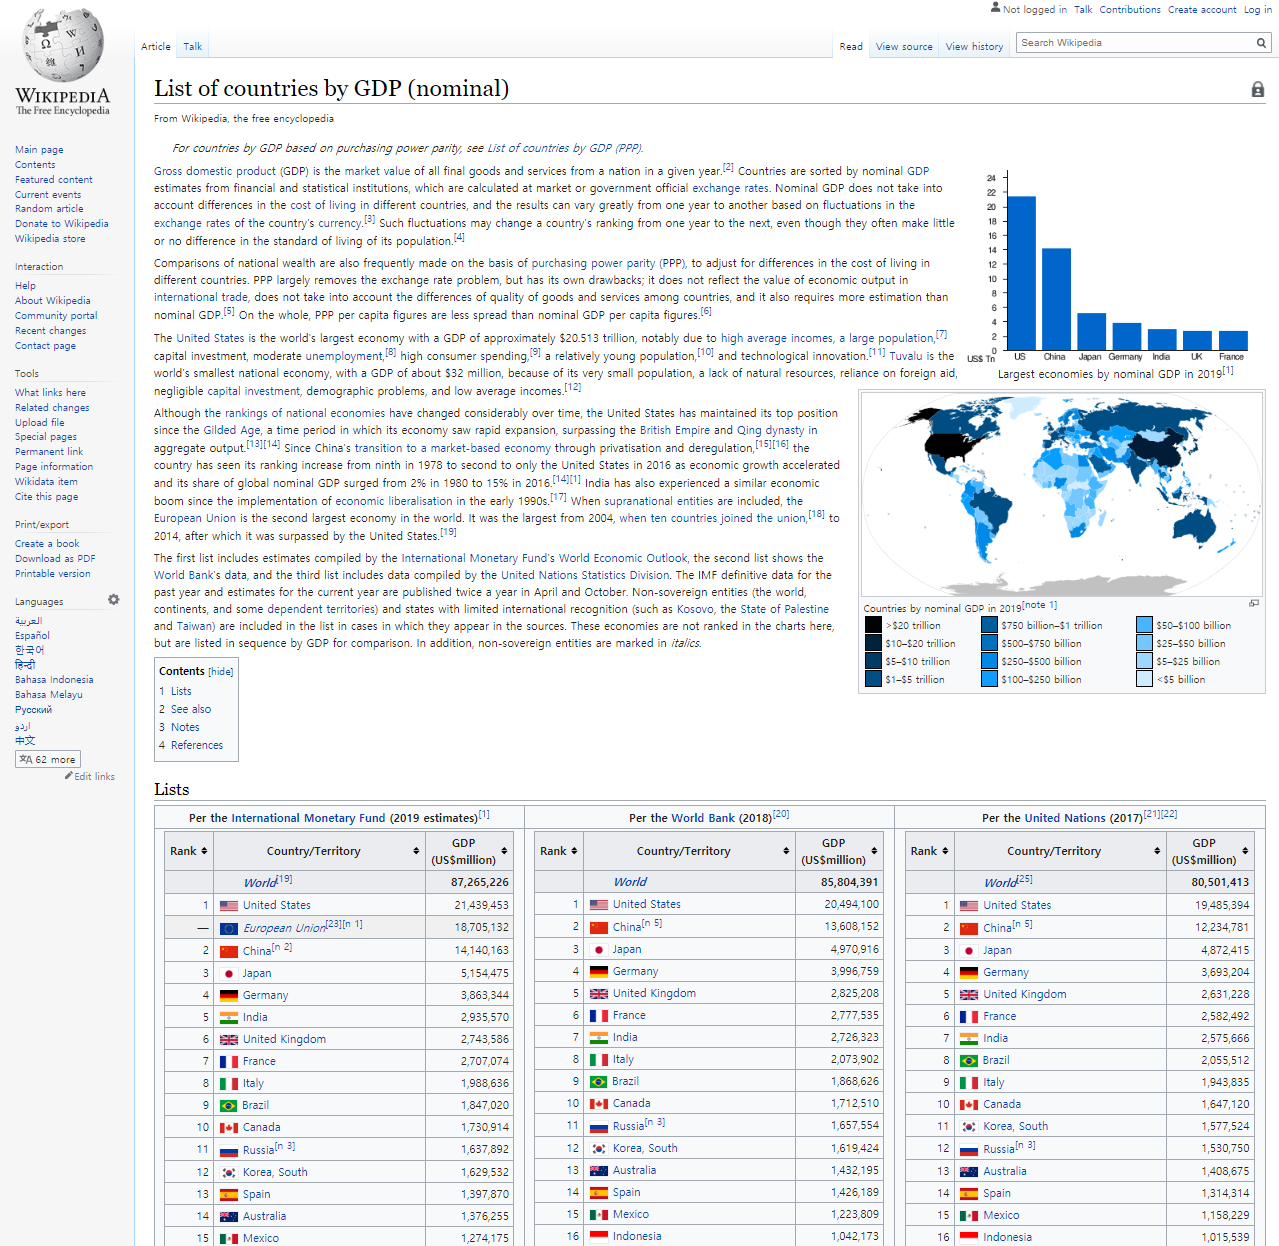 Not logged in Talk Contributions Create account Log in
Article Talk
Read View source View history Search Wikipedia
WIKIPEDIA
The Free Encyclopedia
Main page
Contents
Featured content
Current events
Random article
Donate to Wikipedia
Wikipedia store
Interaction
Help
About Wikipedia
Community portal
Recent changes
Contact page
Tools
What links here
Related changes
Upload file
Special pages
Permanent link
Page information
Wikidata item
Cite this page
Print/export
Create a book
Download as PDF
Printable version
Languages
العربية
Español
한국어
हिन्दी
Bahasa Indonesia
Bahasa Melayu
Русский
اردو
中文
62 more
Edit links
List of countries by GDP (nominal)
From Wikipedia, the free encyclopedia
For countries by GDP based on purchasing power parity, see List of countries by GDP (PPP).
Gross domestic product (GDP) is the market value of all final goods and services from a nation in a given year.[2] Countries are sorted by nominal GDP
estimates from financial and statistical institutions, which are calculated at market or government official exchange rates. Nominal GDP does not take into
account differences in the cost of living in different countries, and the results can vary greatly from one year to another based on fluctuations in the
exchange rates of the country's currency.[3] Such fluctuations may change a country's ranking from one year to the next, even though they often make little
or no difference in the standard of living of its population.[4]
Comparisons of national wealth are also frequently made on the basis of purchasing power parity (PPP), to adjust for differences in the cost of living in
different countries. PPP largely removes the exchange rate problem, but has its own drawbacks; it does not reflect the value of economic output in
international trade, does not take into account the differences of quality of goods and services among countries, and it also requires more estimation than
nominal GDP.[5] On the whole, PPP per capita figures are less spread than nominal GDP per capita figures.[6]
The United States is the world's largest economy with a GDP of approximately $20.513 trillion, notably due to high average incomes, a large population,[7]
capital investment, moderate unemployment,[8] high consumer spending,[9] a relatively young population,[10] and technological innovation.[11] Tuvalu is the
world's smallest national economy, with a GDP of about $32 million, because of its very small population, a lack of natural resources, reliance on foreign aid,
negligible capital investment, demographic problems, and low average incomes.[12]
Although the rankings of national economies have changed considerably over time, the United States has maintained its top position
since the Gilded Age, a time period in which its economy saw rapid expansion, surpassing the British Empire and Qing dynasty in
aggregate output.[13][14] Since China's transition to a market-based economy through privatisation and deregulation,[15][16] the
country has seen its ranking increase from ninth in 1978 to second to only the United States in 2016 as economic growth accelerated
and its share of global nominal GDP surged from 2% in 1980 to 15% in 2016.[14][1] India has also experienced a similar economic
boom since the implementation of economic liberalisation in the early 1990s.[17] When supranational entities are included, the
European Union is the second largest economy in the world. It was the largest from 2004, when ten countries joined the union,[18] to
2014, after which it was surpassed by the United States.[19]
The first list includes estimates compiled by the International Monetary Fund's World Economic Outlook, the second list shows the
World Bank's data, and the third list includes data compiled by the United Nations Statistics Division. The IMF definitive data for the
past year and estimates for the current year are published twice a year in April and October. Non-sovereign entities (the world,
continents, and some dependent territories) and states with limited international recognition (such as Kosovo, the State of Palestine
and Taiwan) are included in the list in cases in which they appear in the sources. These economies are not ranked in the charts here,
but are listed in sequence by GDP for comparison. In addition, non-sovereign entities are marked in italics.
24
22
20
18
16
14
12
10
8
6
4
2
0
US$ Tn US China Japan Germany India UK France
Largest economies by nominal GDP in 2019[1]
Countries by nominal GDP in 2019[note 1]
>$20 trillion $750 billion–$1 trillion $50–$100 billion
$10–$20 trillion $500–$750 billion $25–$50 billion
$5–$10 trillion $250–$500 billion $5–$25 billion
$1–$5 trillion $100–$250 billion <$5 billion
Contents [hide]
1 Lists
2 See also
3 Notes
4 References
Lists
Per the International Monetary Fund (2019 estimates)[1]
Rank Country/Territory GDP (US$million)
World[19] 87,265,226
1 United States 21,439,453
— European Union[23][n 1] 18,705,132
2 China[n 2] 14,140,163
3 Japan 5,154,475
4 Germany 3,863,344
5 India 2,935,570
6 United Kingdom 2,743,586
7 France 2,707,074
8 Italy 1,988,636
9 Brazil 1,847,020
10 Canada 1,730,914
11 Russia[n 3] 1,637,892
12 Korea, South 1,629,532
13 Spain 1,397,870
14 Australia 1,376,255
15 Mexico 1,274,175
Per the World Bank (2018)[20]
Rank Country/Territory GDP (US$million)
World 85,804,391
1 United States 20,494,100
2 China[n 5] 13,608,152
3 Japan 4,970,916
4 Germany 3,996,759
5 United Kingdom 2,825,208
6 France 2,777,535
7 India 2,726,323
8 Italy 2,073,902
9 Brazil 1,868,626
10 Canada 1,712,510
11 Russia[n 3] 1,657,554
12 Korea, South 1,619,424
13 Australia 1,432,195
14 Spain 1,426,189
15 Mexico 1,223,809
16 Indonesia 1,042,173
Per the United Nations (2017)[21][22]
Rank Country/Territory GDP (US$million)
World[25] 80,501,413
1 United States 19,485,394
2 China[n 5] 12,234,781
3 Japan 4,872,415
4 Germany 3,693,204
5 United Kingdom 2,631,228
6 France 2,582,492
7 India 2,575,666
8 Brazil 2,055,512
9 Italy 1,943,835
10 Canada 1,647,120
11 Korea, South 1,577,524
12 Russia[n 3] 1,530,750
13 Australia 1,408,675
14 Spain 1,314,314
15 Mexico 1,158,229
16 Indonesia 1,015,539